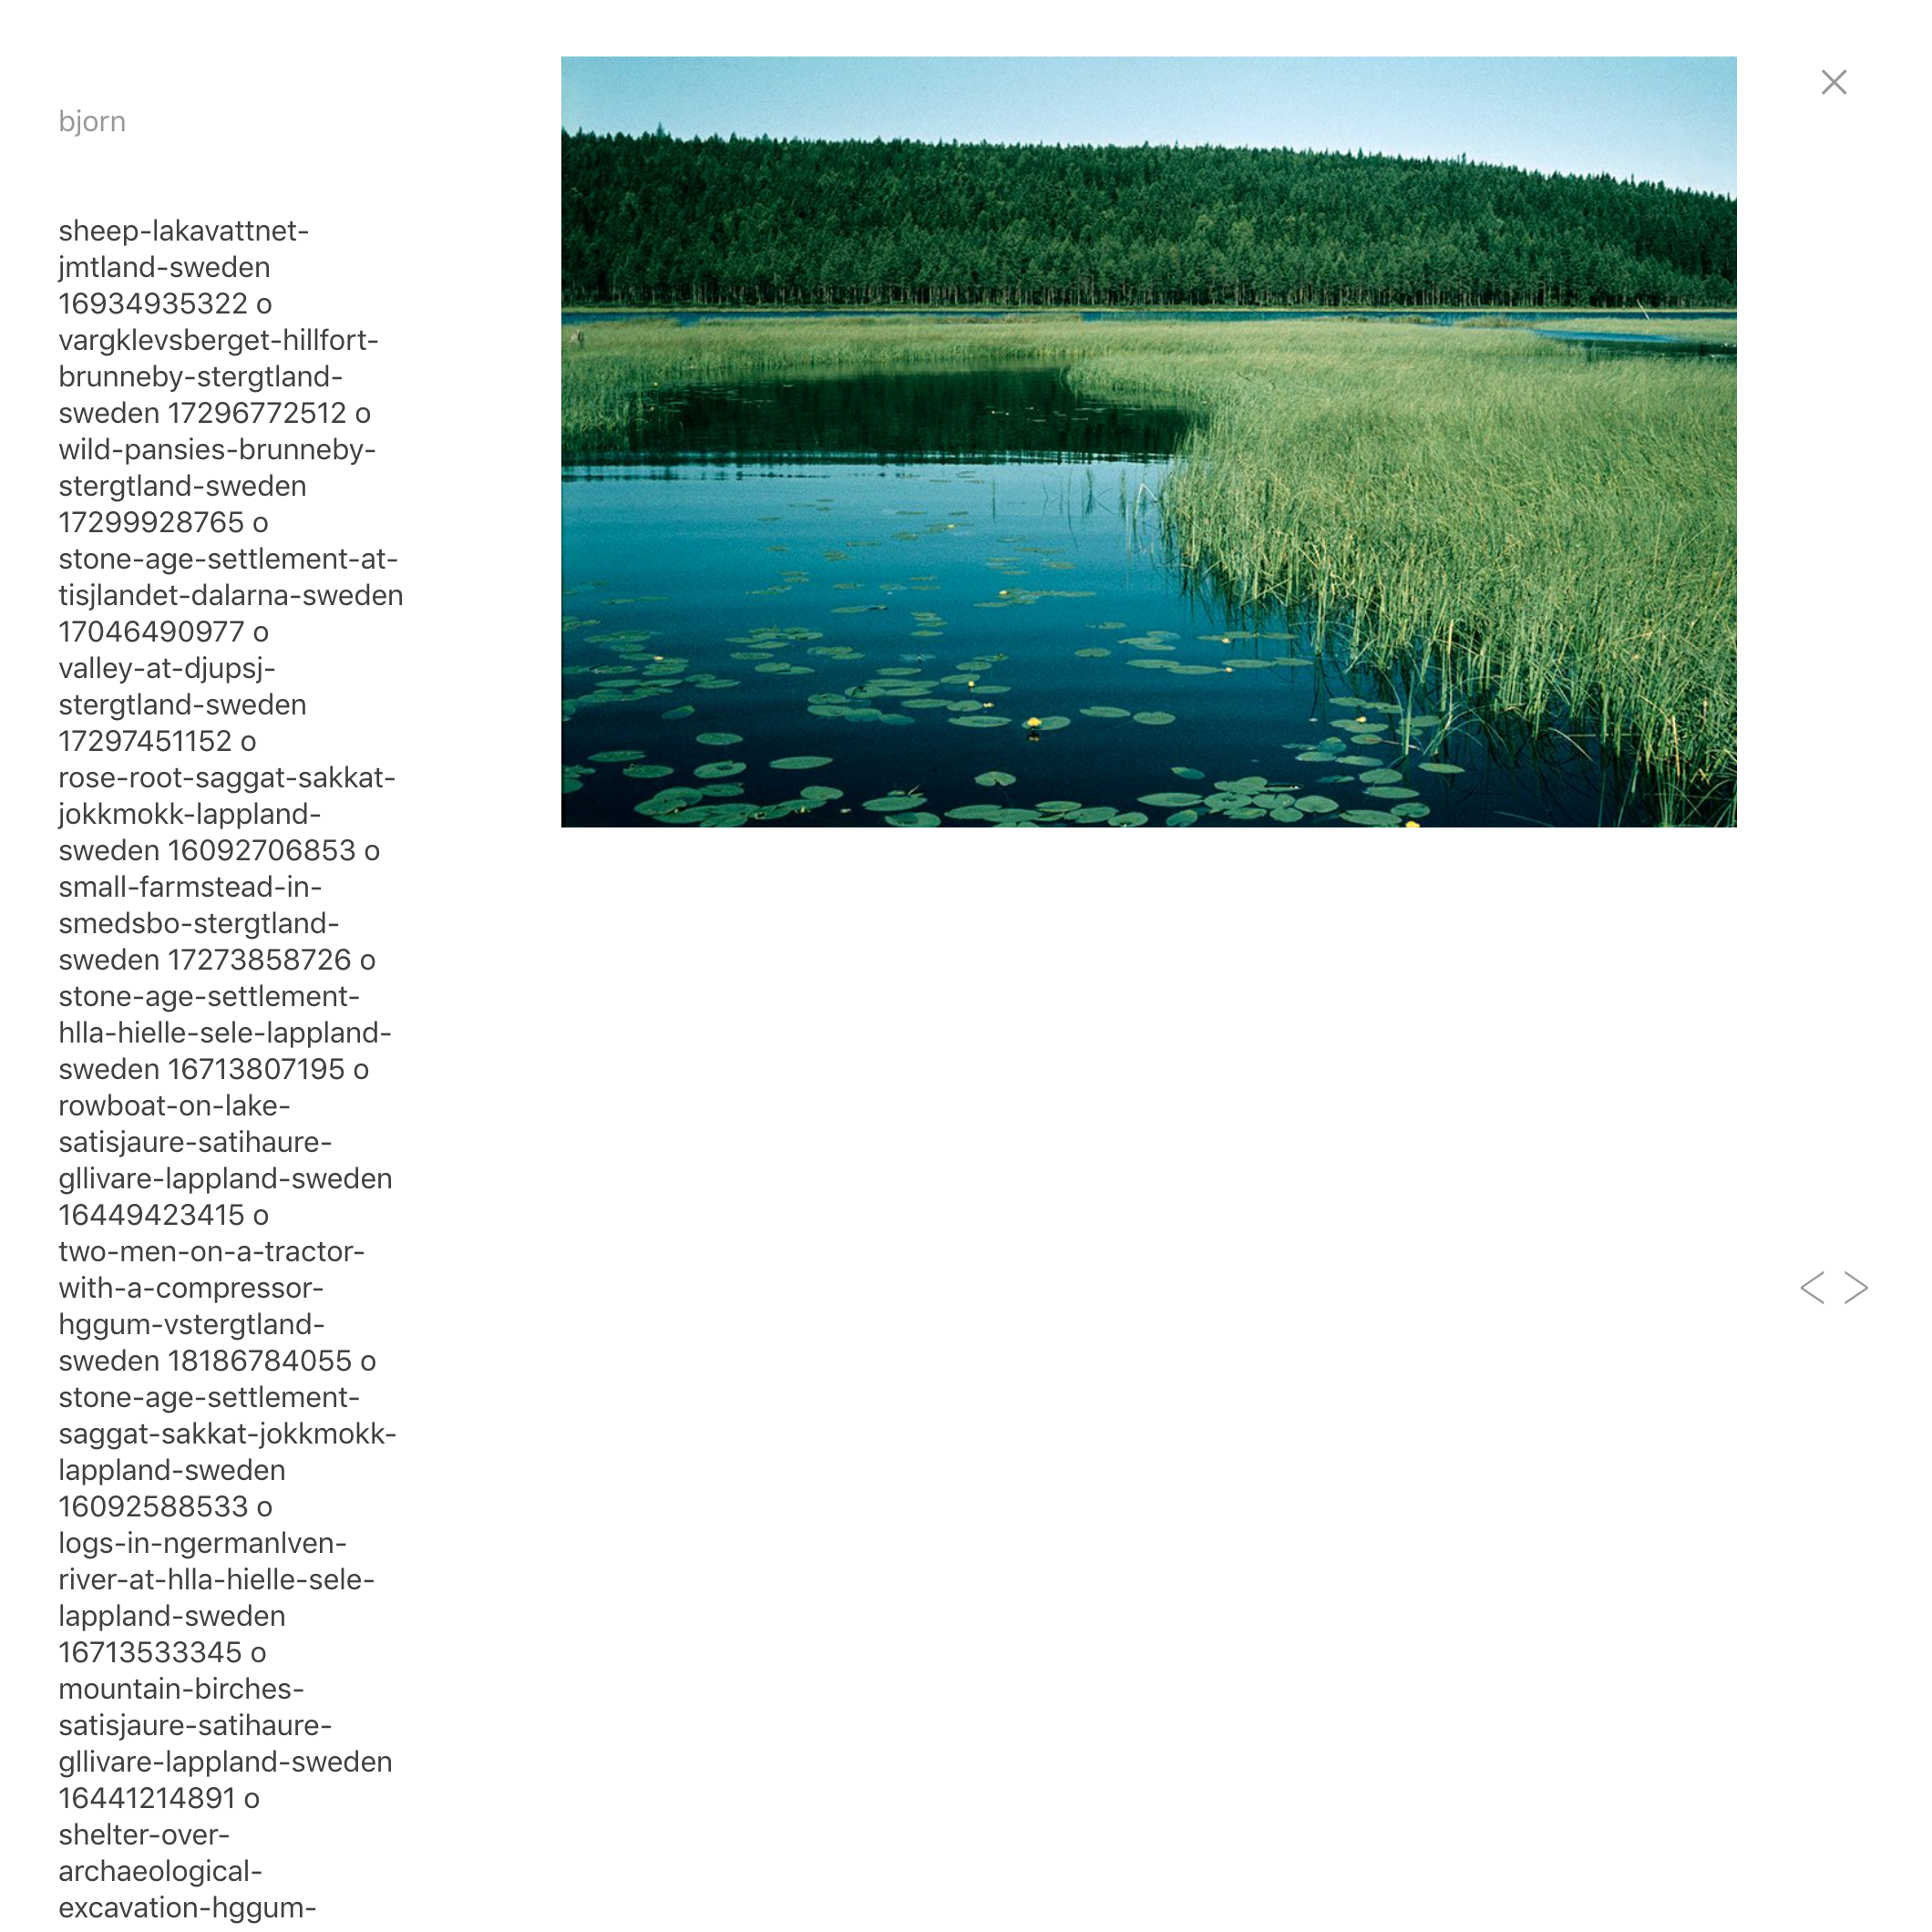 bjorn
sheep-lakavattnet-
jmtland-sweden
16934935322 o
vargklevsberget-hillfort-
brunneby-stergtland-
sweden 17296772512 o
wild-pansies-brunneby-
stergtland-sweden
17299928765 o
stone-age-settlement-at-
tisjlandet-dalarna-sweden
17046490977 o
valley-at-djupsj-
stergtland-sweden
17297451152 o
rose-root-saggat-sakkat-
jokkmokk-lappland-
sweden 16092706853 o
small-farmstead-in-
smedsbo-stergtland-
sweden 17273858726 o
stone-age-settlement-
hlla-hielle-sele-lappland-
sweden 16713807195 o
rowboat-on-lake-
satisjaure-satihaure-
gllivare-lappland-sweden
16449423415 o
two-men-on-a-tractor-
with-a-compressor-
hggum-vstergtland-
sweden 18186784055 o
stone-age-settlement-
saggat-sakkat-jokkmokk-
lappland-sweden
16092588533 o
logs-in-ngermanlven-
river-at-hlla-hielle-sele-
lappland-sweden
16713533345 o
mountain-birches-
satisjaure-satihaure-
gllivare-lappland-sweden
16441214891 o
shelter-over-
archaeological-
excavation-hggum-